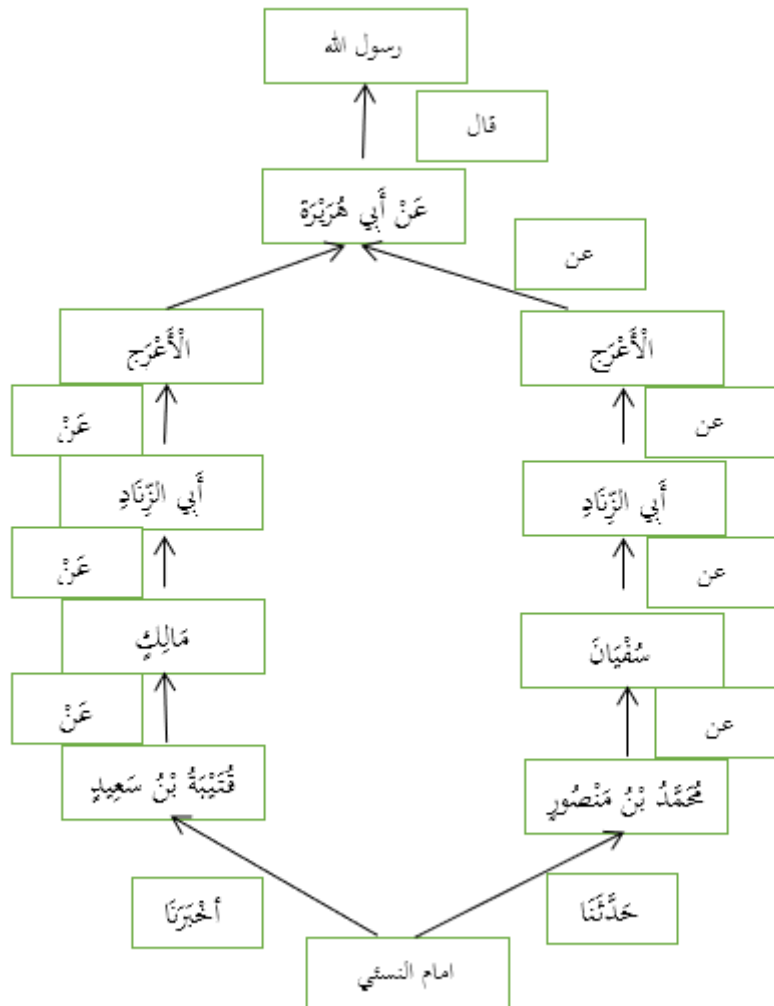 رسول الله
قال
عَنْ أَبِي هُرَيْرَة
عن
الْأَعْرَج
الْأَعْرَج
عَنْ
عن
أَبِي الزِّنَادِ
أَبِي الزِّنَادِ
عَنْ
عن
مَالِكٍ
سُفْيَانَ
عَنْ
عن
قُتَيْبَةُ بْنُ سَعِيدٍ
مُحَمَّدُ بْنُ مَنْصُورٍ
أخْبَرَنَا
حَدَّثَنَا
امام النسئي